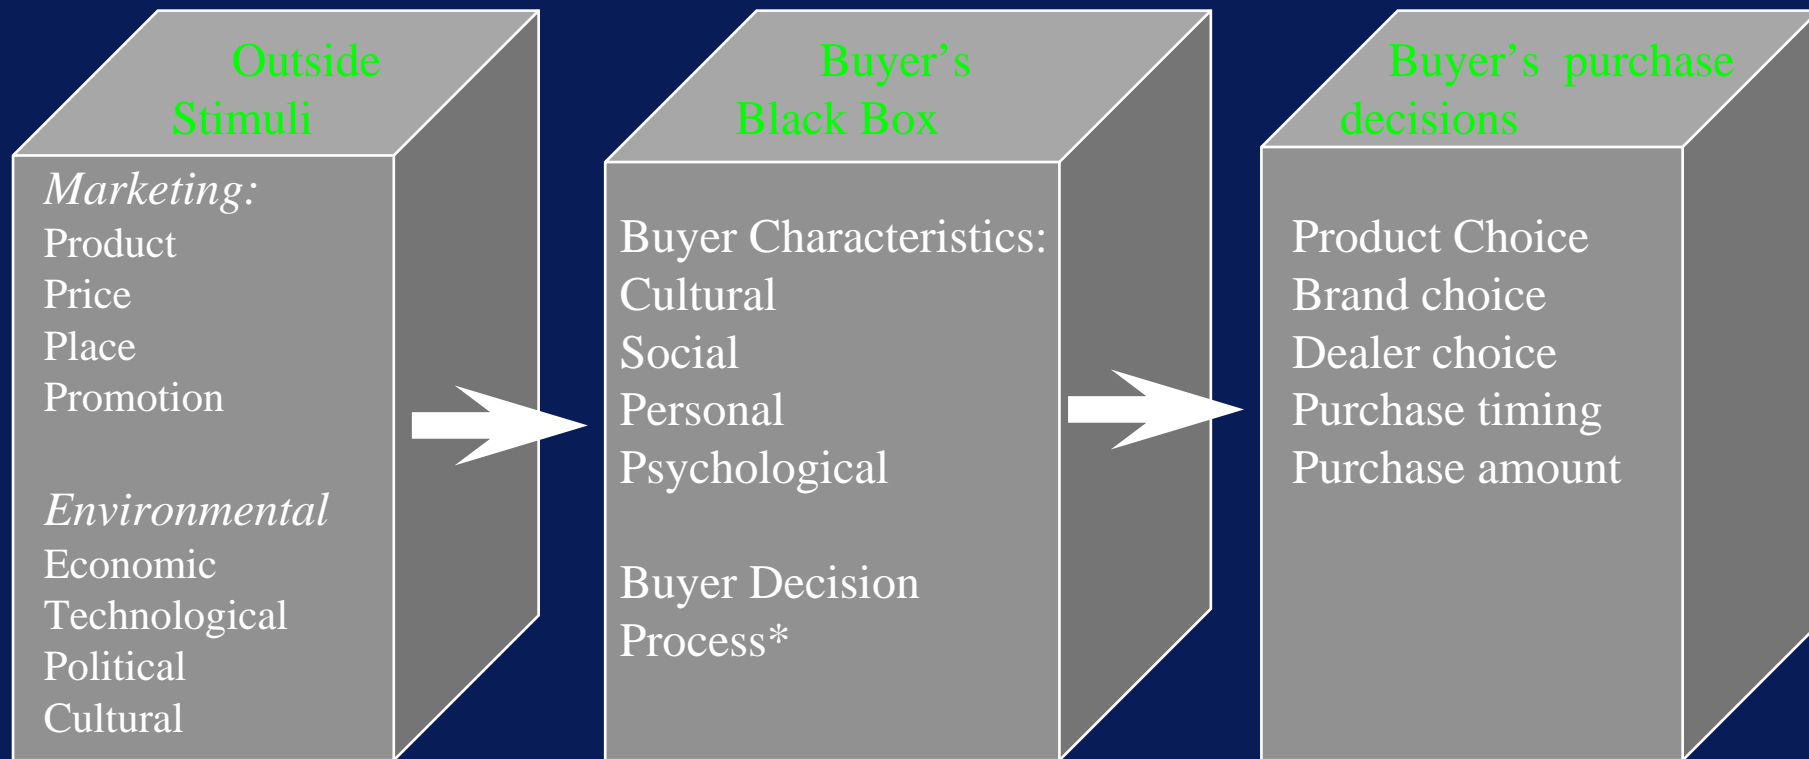 Outside
Stimuli
Marketing:
Product
Price
Place
Promotion
Environmental
Economic
Technological
Political
Cultural
Buyer’s
Black Box
Buyer Characteristics:
Cultural
Social
Personal
Psychological
Buyer Decision
Process*
Buyer’s purchase
decisions
Product Choice
Brand choice
Dealer choice
Purchase timing
Purchase amount